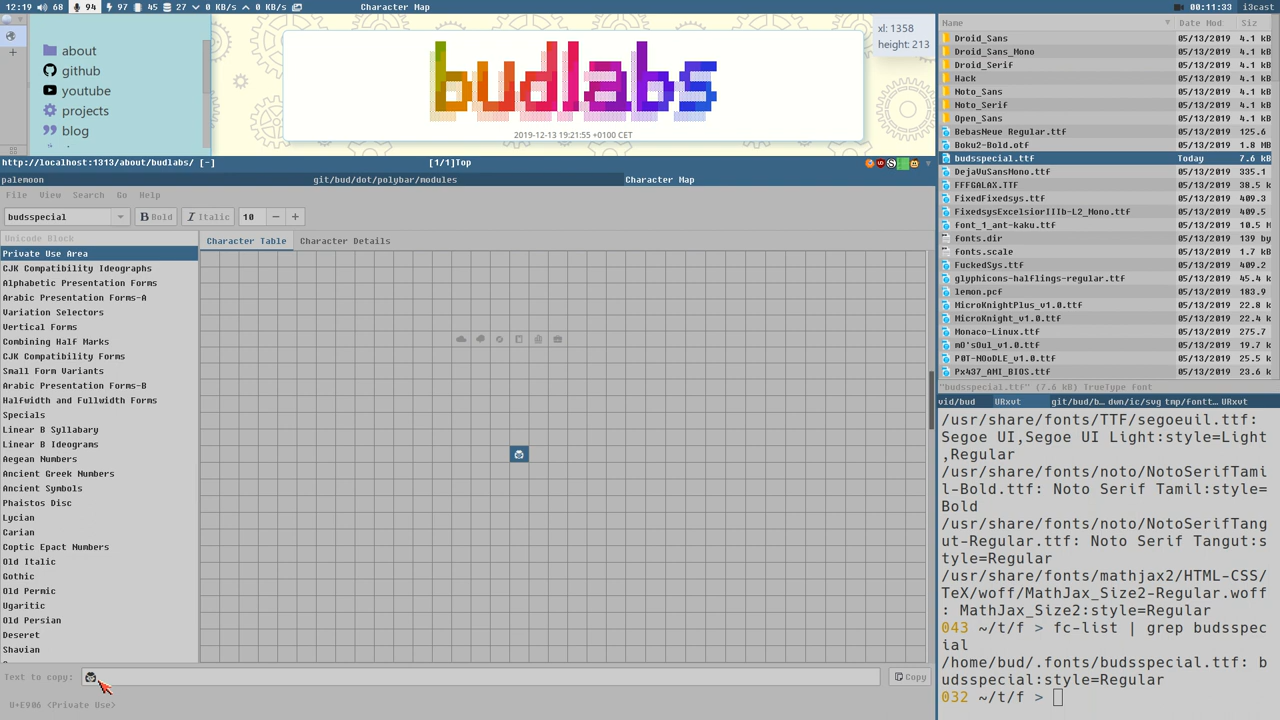 12:19 68 94 97 45 27 0 KB/s 0 KB/s Character Map 00:11:33 i3cast
about
github
youtube
projects
blog
budlabs
2019-12-13 19:21:55 +0100 CET
xl: 1358
height: 213
http://localhost:1313/about/budlabs/ [-] [1/1]Top
palemoon git/bud/dot/polybar/modules Character Map
File View Search Go Help
budsspecial Bold Italic 10
Unicode Block
Character Table Character Details
Private Use Area
CJK Compatibility Ideographs
Alphabetic Presentation Forms
Arabic Presentation Forms-A
Variation Selectors
Vertical Forms
Combining Half Marks
CJK Compatibility Forms
Small Form Variants
Arabic Presentation Forms-B
Halfwidth and Fullwidth Forms
Specials
Linear B Syllabary
Linear B Ideograms
Aegean Numbers
Ancient Greek Numbers
Ancient Symbols
Phaistos Disc
Lycian
Carian
Coptic Epact Numbers
Old Italic
Gothic
Old Permic
Ugaritic
Old Persian
Deseret
Shavian
Text to copy: Copy
U+E906 <Private Use>
Name Date Mod Siz
Droid_Sans 05/13/2019 4.1 kB
Droid_Sans_Mono 05/13/2019 4.1 kB
Droid_Serif 05/13/2019 4.1 kB
Hack 05/13/2019 4.1 kB
Noto_Sans 05/13/2019 4.1 kB
Noto_Serif 05/13/2019 4.1 kB
Open_Sans 05/13/2019 4.1 kB
BebasNeue Regular.ttf 05/13/2019 125.6
Boku2-Bold.otf 05/13/2019 1.8 MB
budsspecial.ttf Today 7.6 kB
DejaVuSansMono.ttf 05/13/2019 335.1
FFFGALAX.TTF 05/13/2019 38.5 k
FixedFixedsys.ttf 05/13/2019 409.5
FixedsysExcelsiorIIIb-L2_Mono.ttf 05/13/2019 409.5
font_1_ant-kaku.ttf 05/13/2019 10.5 M
fonts.dir 05/13/2019 139 by
fonts.scale 05/13/2019 1.7 kB
FuckedSys.ttf 05/13/2019 409.2
glyphicons-halflings-regular.ttf 05/13/2019 45.4 k
lemon.pcf 05/13/2019 183.9
MicroKnightPlus_v1.0.ttf 05/13/2019 22.8 k
MicroKnight_v1.0.ttf 05/13/2019 22.4 k
Monaco-Linux.ttf 05/13/2019 275.7
mO'sOul_v1.0.ttf 05/13/2019 19.7 k
P0T-NOoDLE_v1.0.ttf 05/13/2019 25.5 k
Px437_AMI_BIOS.ttf 05/13/2019 23.6 k
"budsspecial.ttf" (7.6 kB) TrueType Font
vid/bud URxvt git/bud/b… dwn/ic/svg tmp/fontt… URxvt
/usr/share/fonts/TTF/segoeuil.ttf:
Segoe UI,Segoe UI Light:style=Light
,Regular
/usr/share/fonts/noto/NotoSerifTami
l-Bold.ttf: Noto Serif Tamil:style=
Bold
/usr/share/fonts/noto/NotoSerifTang
ut-Regular.ttf: Noto Serif Tangut:s
tyle=Regular
/usr/share/fonts/mathjax2/HTML-CSS/
TeX/woff/MathJax_Size2-Regular.woff
: MathJax_Size2:style=Regular
043 ~/t/f > fc-list | grep budsspec
ial
/home/bud/.fonts/budsspecial.ttf: b
udsspecial:style=Regular
032 ~/t/f >